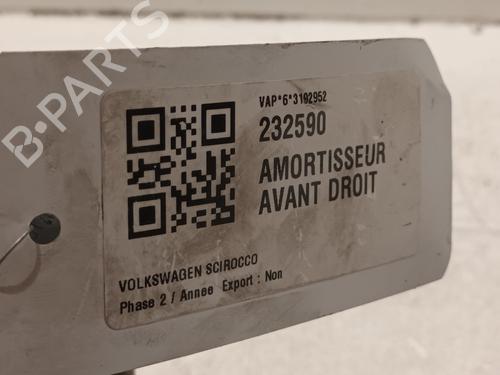 B-PARTS
VAP*6*3192952
232590
AMORTISSEUR
AVANT DROIT
VOLKSWAGEN SCIROCCO
Phase 2 / Annee Export : Non